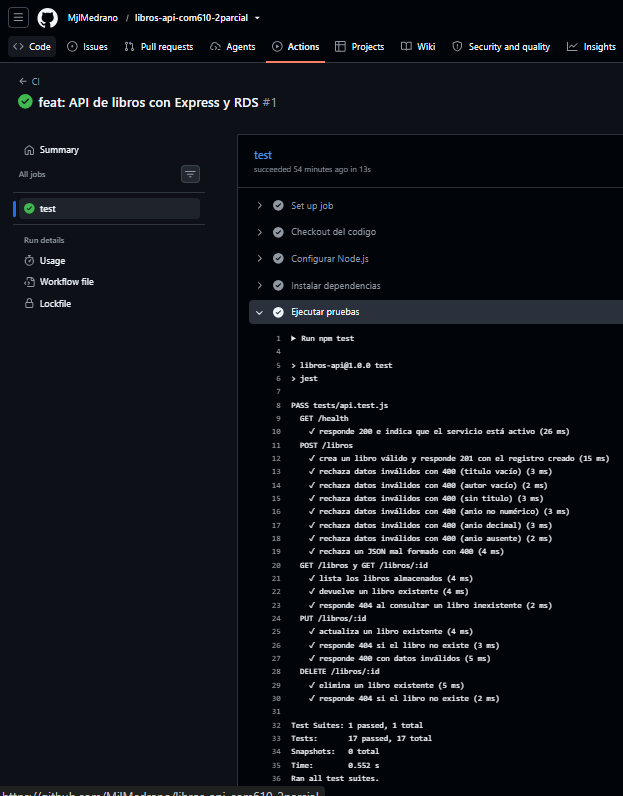 MjlMedrano / libros-api-com610-2parcial
Code Issues Pull requests Agents Actions Projects Wiki Security and quality Insights
← CI
feat: API de libros con Express y RDS #1
Summary
All jobs
test
Run details
Usage
Workflow file
Lockfile
test
succeeded 54 minutes ago in 13s
Set up job
Checkout del codigo
Configurar Node.js
Instalar dependencias
Ejecutar pruebas
1 ▶ Run npm test
4
5 > libros-api@1.0.0 test
6 > jest
7
8 PASS tests/api.test.js
9 GET /health
10 ✓ responde 200 e indica que el servicio está activo (26 ms)
11 POST /libros
12 ✓ crea un libro válido y responde 201 con el registro creado (15 ms)
13 ✓ rechaza datos inválidos con 400 (titulo vacío) (3 ms)
14 ✓ rechaza datos inválidos con 400 (autor vacío) (2 ms)
15 ✓ rechaza datos inválidos con 400 (sin titulo) (3 ms)
16 ✓ rechaza datos inválidos con 400 (anio no numérico) (3 ms)
17 ✓ rechaza datos inválidos con 400 (anio decimal) (3 ms)
18 ✓ rechaza datos inválidos con 400 (anio ausente) (2 ms)
19 ✓ rechaza un JSON mal formado con 400 (4 ms)
20 GET /libros y GET /libros/:id
21 ✓ lista los libros almacenados (4 ms)
22 ✓ devuelve un libro existente (4 ms)
23 ✓ responde 404 al consultar un libro inexistente (2 ms)
24 PUT /libros/:id
25 ✓ actualiza un libro existente (4 ms)
26 ✓ responde 404 si el libro no existe (3 ms)
27 ✓ responde 400 con datos inválidos (5 ms)
28 DELETE /libros/:id
29 ✓ elimina un libro existente (5 ms)
30 ✓ responde 404 si el libro no existe (2 ms)
31
32 Test Suites: 1 passed, 1 total
33 Tests: 17 passed, 17 total
34 Snapshots: 0 total
35 Time: 0.552 s
36 Ran all test suites.
https://github.com/MjlMedrano/libros-api-com610-2parcial